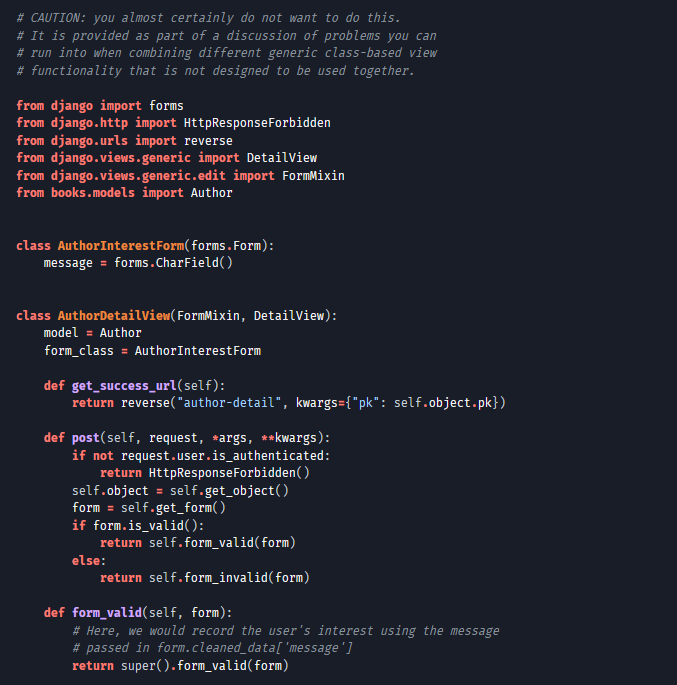 # CAUTION: you almost certainly do not want to do this.
# It is provided as part of a discussion of problems you can
# run into when combining different generic class-based view
# functionality that is not designed to be used together.

from django import forms
from django.http import HttpResponseForbidden
from django.urls import reverse
from django.views.generic import DetailView
from django.views.generic.edit import FormMixin
from books.models import Author


class AuthorInterestForm(forms.Form):
    message = forms.CharField()


class AuthorDetailView(FormMixin, DetailView):
    model = Author
    form_class = AuthorInterestForm

    def get_success_url(self):
        return reverse("author-detail", kwargs={"pk": self.object.pk})

    def post(self, request, *args, **kwargs):
        if not request.user.is_authenticated:
            return HttpResponseForbidden()
        self.object = self.get_object()
        form = self.get_form()
        if form.is_valid():
            return self.form_valid(form)
        else:
            return self.form_invalid(form)

    def form_valid(self, form):
        # Here, we would record the user's interest using the message
        # passed in form.cleaned_data['message']
        return super().form_valid(form)